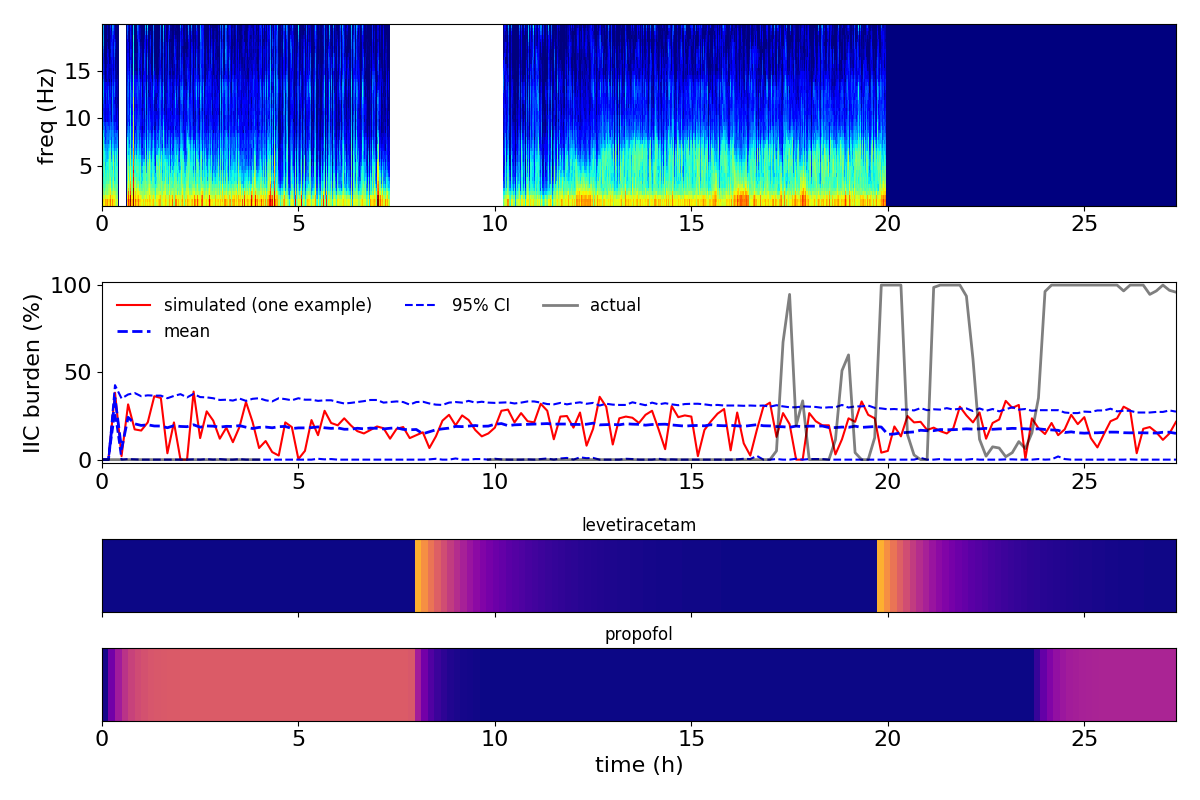 freq (Hz)
15
10
5
0 5 10 15 20 25
IIC burden (%)
100
50
0
simulated (one example) 95% CI actual
mean
0 5 10 15 20 25
levetiracetam
propofol
0 5 10 15 20 25
time (h)